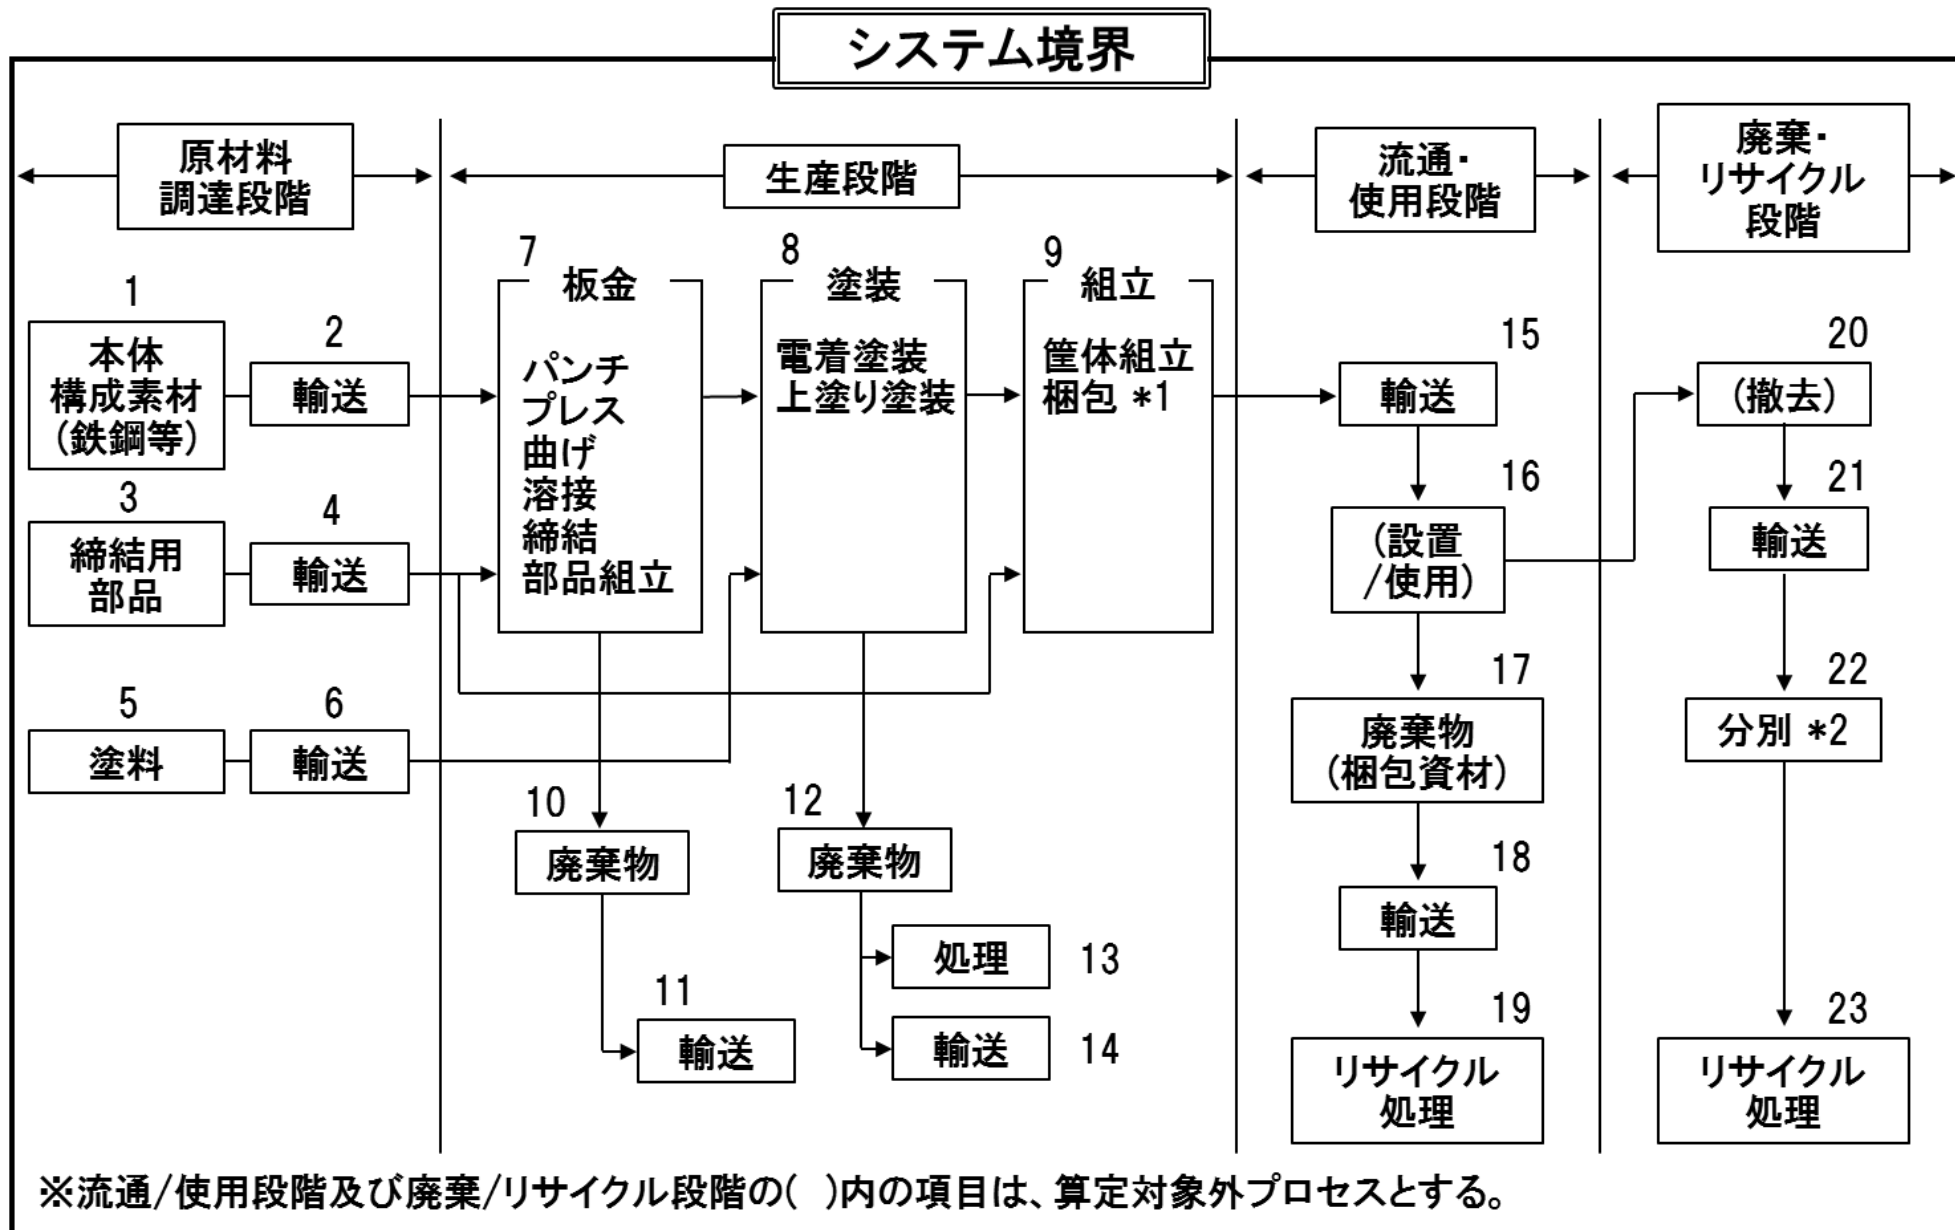 システム境界
原材料
調達段階
生産段階
流通・
使用段階
廃棄・
リサイクル
段階
1
本体
構成素材
(鉄鋼等)
2
輸送
3
締結用
部品
4
輸送
5
塗料
6
輸送
7
板金
パンチ
プレス
曲げ
溶接
締結
部品組立
8
塗装
電着塗装
上塗り塗装
9
組立
筐体組立
梱包 *1
10
廃棄物
11
輸送
12
廃棄物
処理 13
輸送 14
15
輸送
16
(設置
/使用)
17
廃棄物
(梱包資材)
18
輸送
19
リサイクル
処理
20
(撤去)
21
輸送
22
分別 *2
23
リサイクル
処理
※流通/使用段階及び廃棄/リサイクル段階の( )内の項目は、算定対象外プロセスとする。